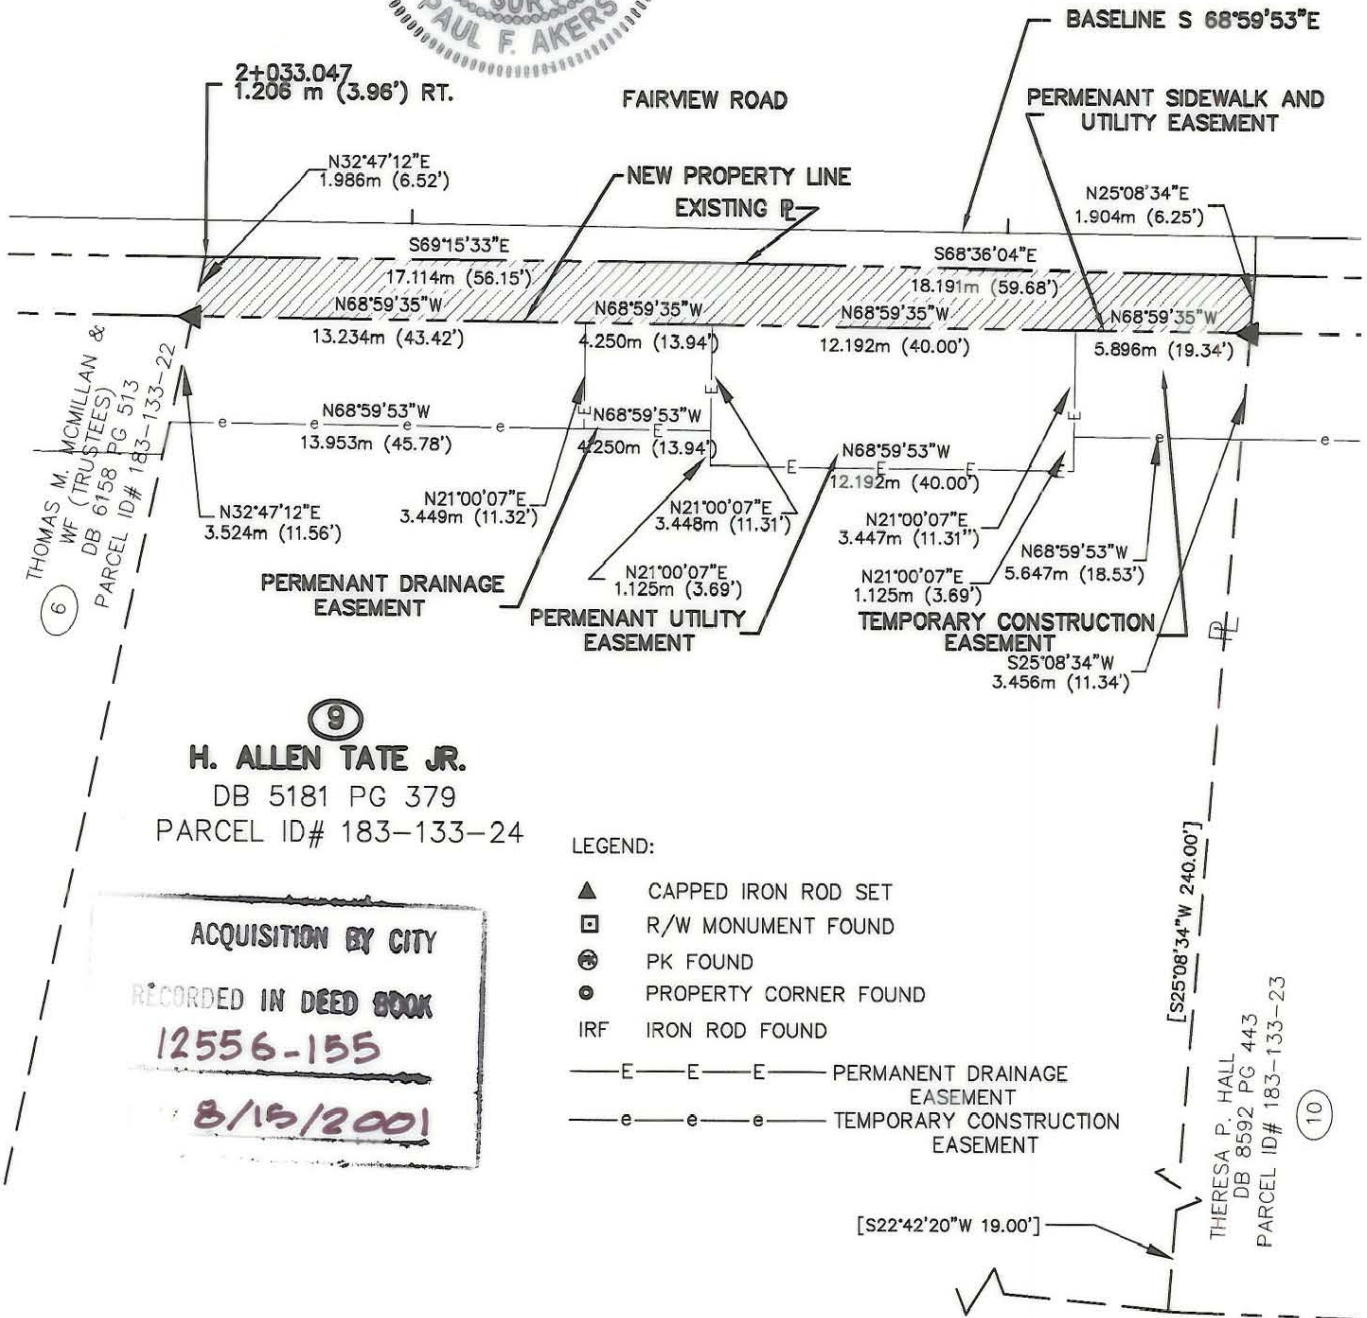 PAUL F. AKERS
BASELINE S 68°59'53"E
2+033.047
1.206 m (3.96') RT.
FAIRVIEW ROAD
PERMENANT SIDEWALK AND
UTILITY EASEMENT
N32°47'12"E
1.986m (6.52')
NEW PROPERTY LINE
EXISTING PL
N25°08'34"E
1.904m (6.25')
S69°15'33"E
17.114m (56.15')
S68°36'04"E
18.191m (59.68')
N68°59'35"W
13.234m (43.42')
N68°59'35"W
4.250m (13.94')
N68°59'35"W
12.192m (40.00')
N68°59'35"W
5.896m (19.34')
THOMAS M. MCMILLAN &
WF (TRUSTEES)
DB 6158 PG 513
PARCEL ID# 183-133-22
6
e e e e
N68°59'53"W
13.953m (45.78')
E
E
N68°59'53"W
4.250m (13.94')
E
E E E
N68°59'53"W
12.192m (40.00')
E
E
e e
N32°47'12"E
3.524m (11.56')
N21°00'07"E
3.449m (11.32')
N21°00'07"E
3.448m (11.31')
N21°00'07"E
3.447m (11.31")
N68°59'53"W
5.647m (18.53')
N21°00'07"E
1.125m (3.69')
N21°00'07"E
1.125m (3.69')
PERMENANT DRAINAGE
EASEMENT
PERMENANT UTILITY
EASEMENT
TEMPORARY CONSTRUCTION
EASEMENT
S25°08'34"W
3.456m (11.34')
PL
9
H. ALLEN TATE JR.
DB 5181 PG 379
PARCEL ID# 183-133-24
ACQUISITION BY CITY
RECORDED IN DEED BOOK
12556-155
8/15/2001
LEGEND:
CAPPED IRON ROD SET
R/W MONUMENT FOUND
PK FOUND
PROPERTY CORNER FOUND
IRF IRON ROD FOUND
E E E PERMANENT DRAINAGE
EASEMENT
e e e TEMPORARY CONSTRUCTION
EASEMENT
[S25°08'34"W 240.00']
THERESA P. HALL
DB 8592 PG 443
PARCEL ID# 183-133-23
10
[S22°42'20"W 19.00']